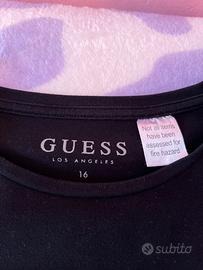 GUESS
LOS ANGELES
16
Not all items
have been
assessed for
fire hazard
subito